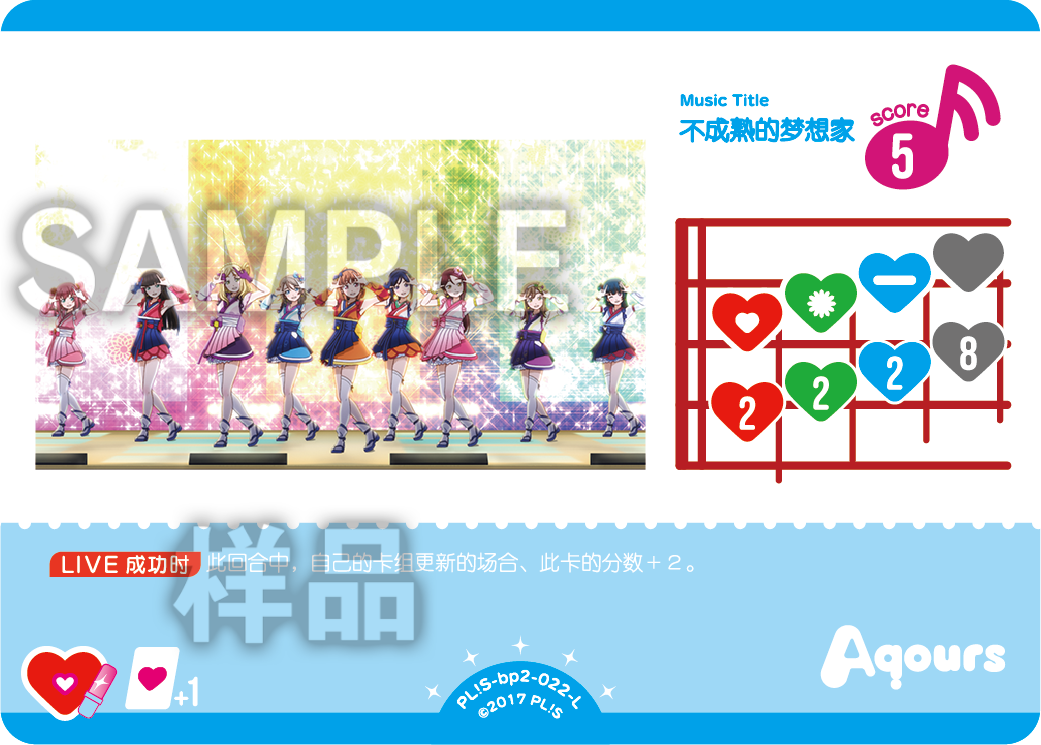 Music Title
不成熟的梦想家
score
5
SAMPLE
2
2
2
8
LIVE 成功时 此回合中，自己的卡组更新的场合、此卡的分数＋２。
样品
+1
PL!S-bp2-022-L
©2017 PL!S
Aqours